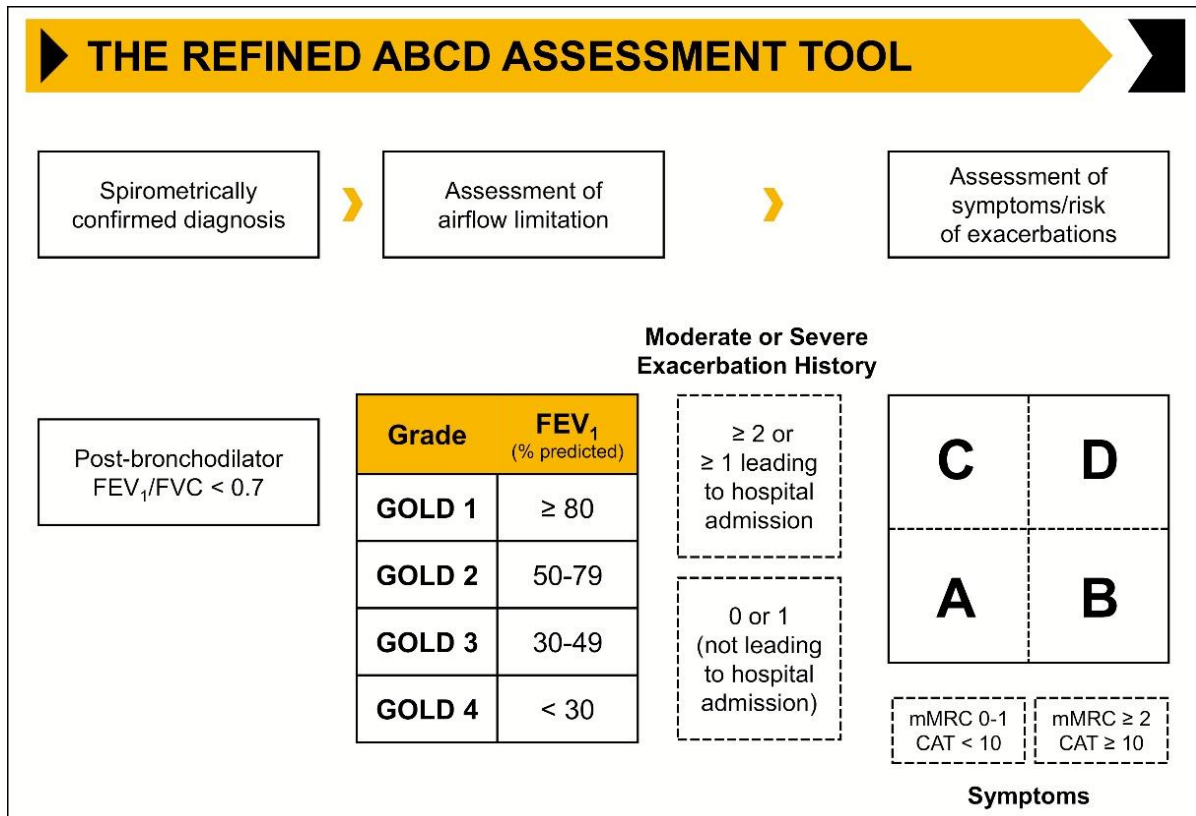 THE REFINED ABCD ASSESSMENT TOOL
Spirometrically
confirmed diagnosis
Assessment of
airflow limitation
Assessment of
symptoms/risk
of exacerbations
Post-bronchodilator
FEV₁/FVC < 0.7
Grade
FEV₁
(% predicted)
GOLD 1
≥ 80
GOLD 2
50-79
GOLD 3
30-49
GOLD 4
< 30
Moderate or Severe
Exacerbation History
≥ 2 or
≥ 1 leading
to hospital
admission
0 or 1
(not leading
to hospital
admission)
C
D
A
B
mMRC 0-1
CAT < 10
mMRC ≥ 2
CAT ≥ 10
Symptoms